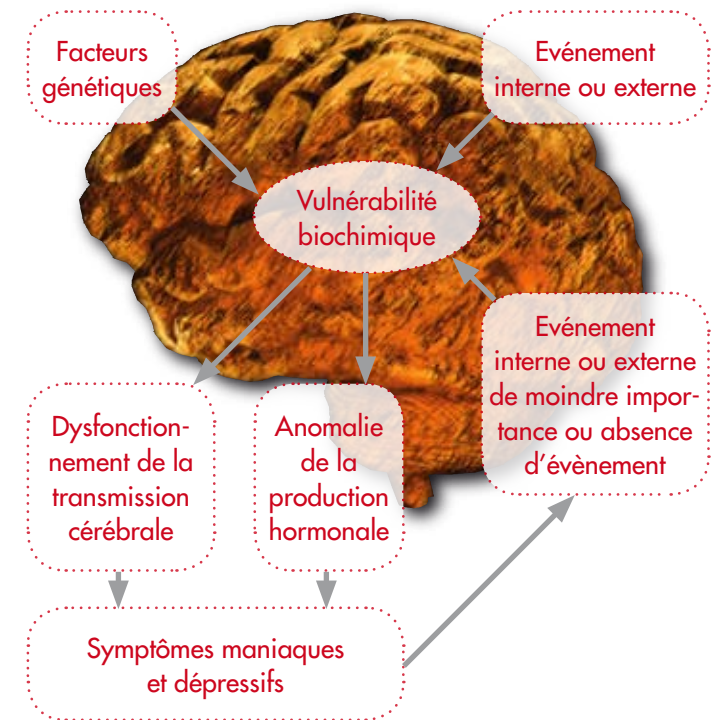 Facteurs
génétiques
Evénement
interne ou externe
Vulnérabilité
biochimique
Evénement
interne ou externe
de moindre impor-
tance ou absence
d'évènement
Dysfonction-
nement de la
transmission
cérébrale
Anomalie
de la
production
hormonale
Symptômes maniaques
et dépressifs